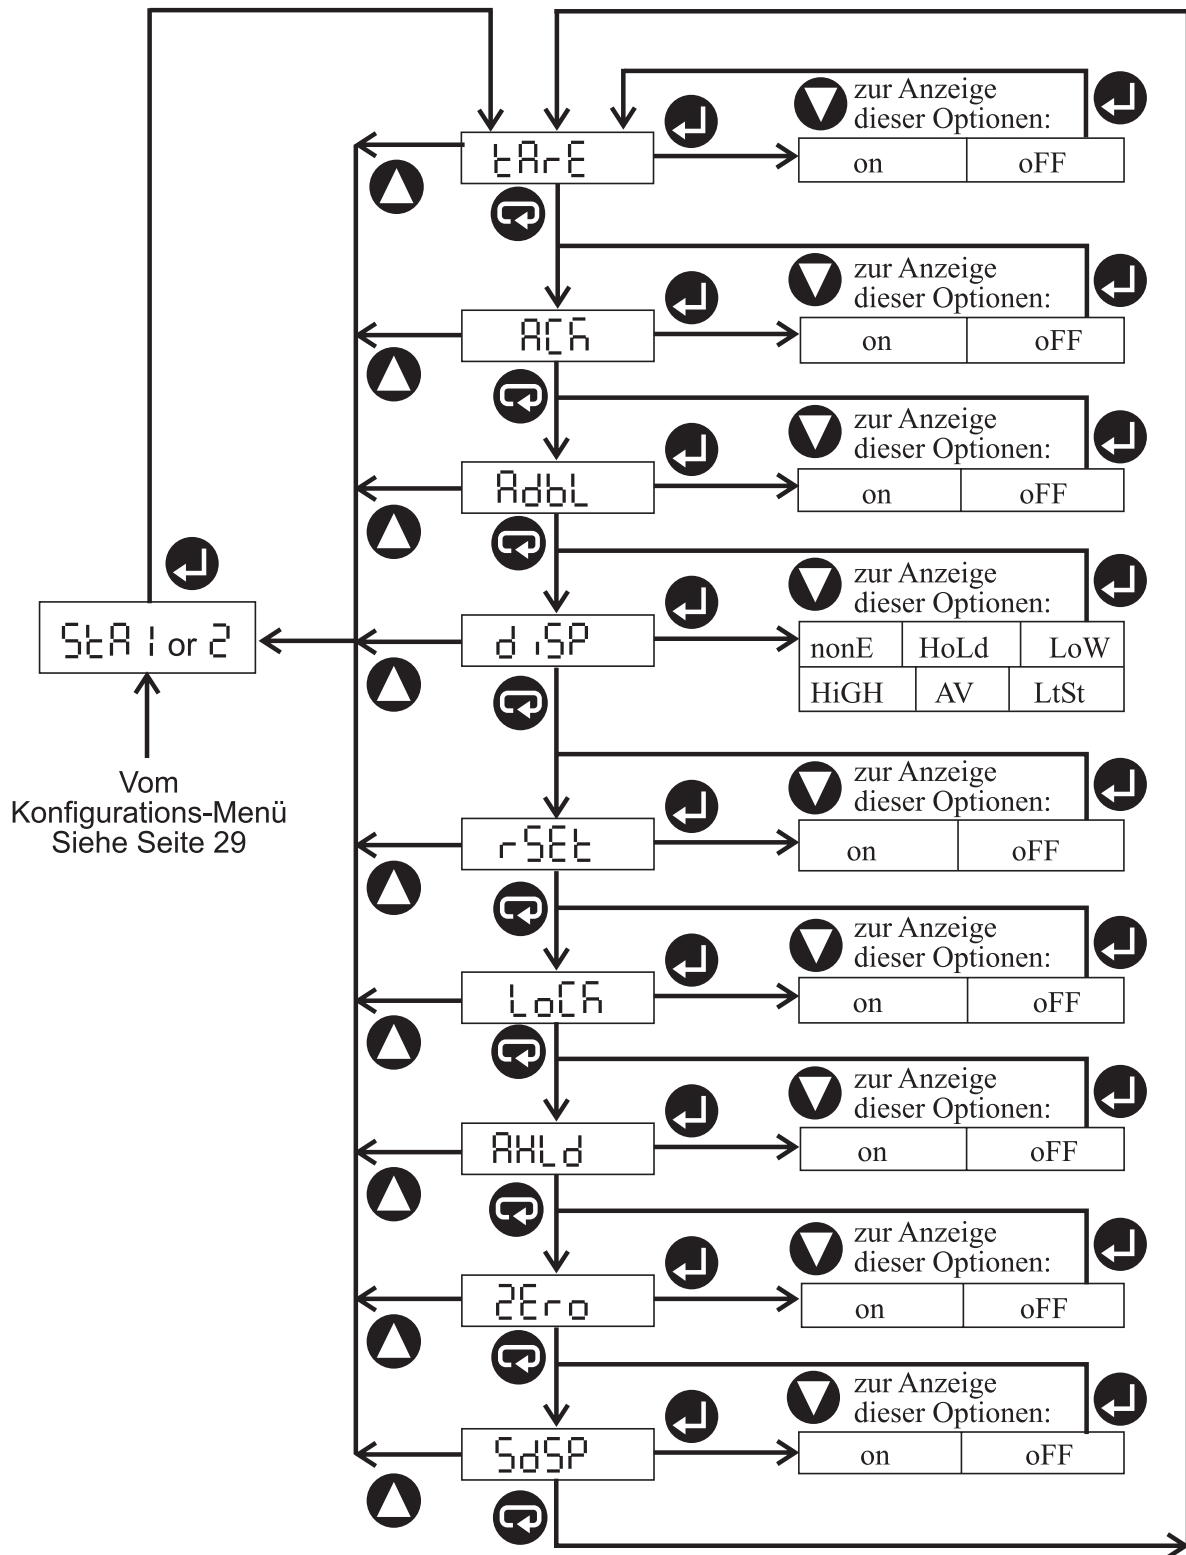 zur Anzeige
dieser Optionen:
tArE
on oFF
zur Anzeige
dieser Optionen:
ACK
on oFF
zur Anzeige
dieser Optionen:
AdbL
on oFF
zur Anzeige
dieser Optionen:
StA1 or 2
diSP
nonE HoLd LoW
HiGH AV LtSt
Vom
Konfigurations-Menü
Siehe Seite 29
zur Anzeige
dieser Optionen:
rSEt
on oFF
zur Anzeige
dieser Optionen:
LoCK
on oFF
zur Anzeige
dieser Optionen:
AHLd
on oFF
zur Anzeige
dieser Optionen:
2Ero
on oFF
zur Anzeige
dieser Optionen:
SdSP
on oFF